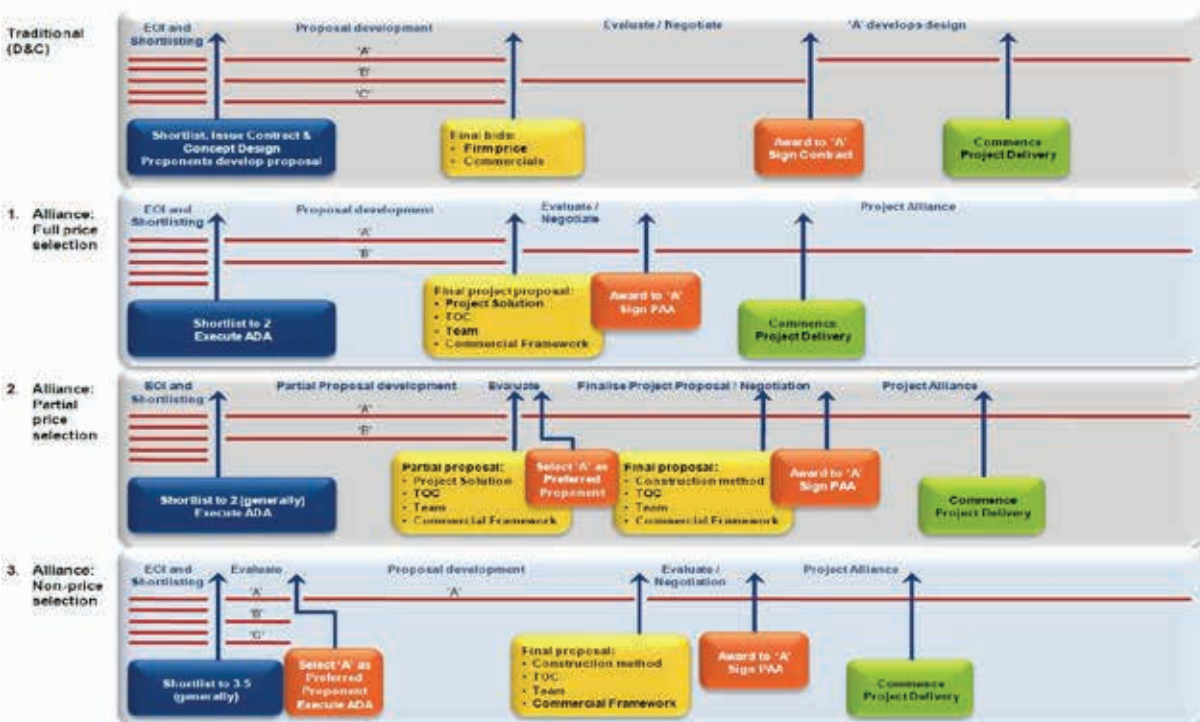 Traditional
(D&C)
EOI and
Shortlisting
Proposal development
Evaluate / Negotiate
'A' develops design
'A'
'B'
'C'
Shortlist, Issue Contract &
Concept Design
Proponents develop proposal
Final bids:
• Firm price
• Commercials
Award to 'A'
Sign Contract
Commence
Project Delivery
1. Alliance:
Full price
selection
EOI and
Shortlisting
Proposal development
Evaluate /
Negotiate
Project Alliance
'A'
'B'
Shortlist to 2
Execute ADA
Final project proposal:
• Project Solution
• TOC
• Team
• Commercial Framework
Award to 'A'
Sign PAA
Commence
Project Delivery
2. Alliance:
Partial
price
selection
EOI and
Shortlisting
Partial Proposal development
Evaluate
Finalise Project Proposal / Negotiation
Project Alliance
'A'
'B'
Shortlist to 2 (generally)
Execute ADA
Partial proposal:
• Project Solution
• TOC
• Team
• Commercial Framework
Select 'A' as
Preferred
Proponent
Final proposal:
• Construction method
• TOC
• Team
• Commercial Framework
Award to 'A'
Sign PAA
Commence
Project Delivery
3. Alliance:
Non-price
selection
EOI and
Shortlisting
Evaluate
Proposal development
Evaluate /
Negotiation
Project Alliance
'A'
'A'
'B'
'C'
Shortlist to 3.5
(generally)
Select 'A' as
Preferred
Proponent
Execute ADA
Final proposal:
• Construction method
• TOC
• Team
• Commercial Framework
Award to 'A'
Sign PAA
Commence
Project Delivery